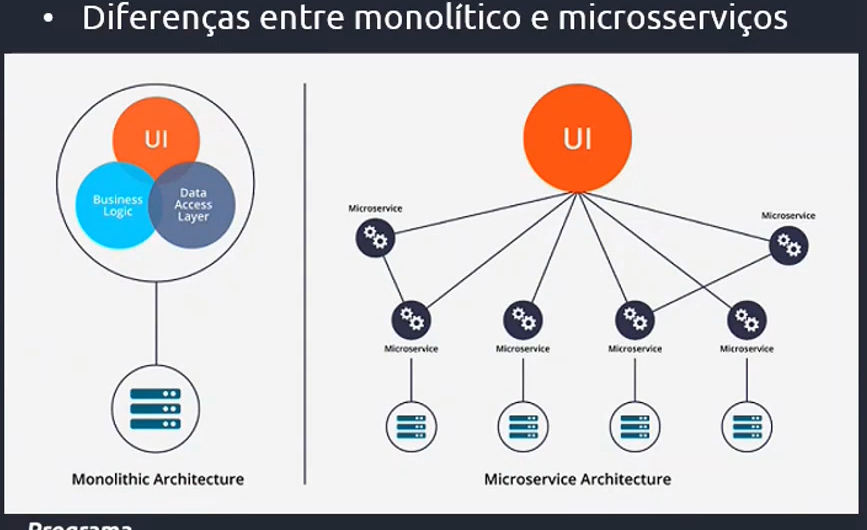 • Diferenças entre monolítico e microsserviços
UI
Business
Logic
Data
Access
Layer
Monolithic Architecture
UI
Microservice
Microservice
Microservice
Microservice
Microservice
Microservice
Microservice Architecture
Programa